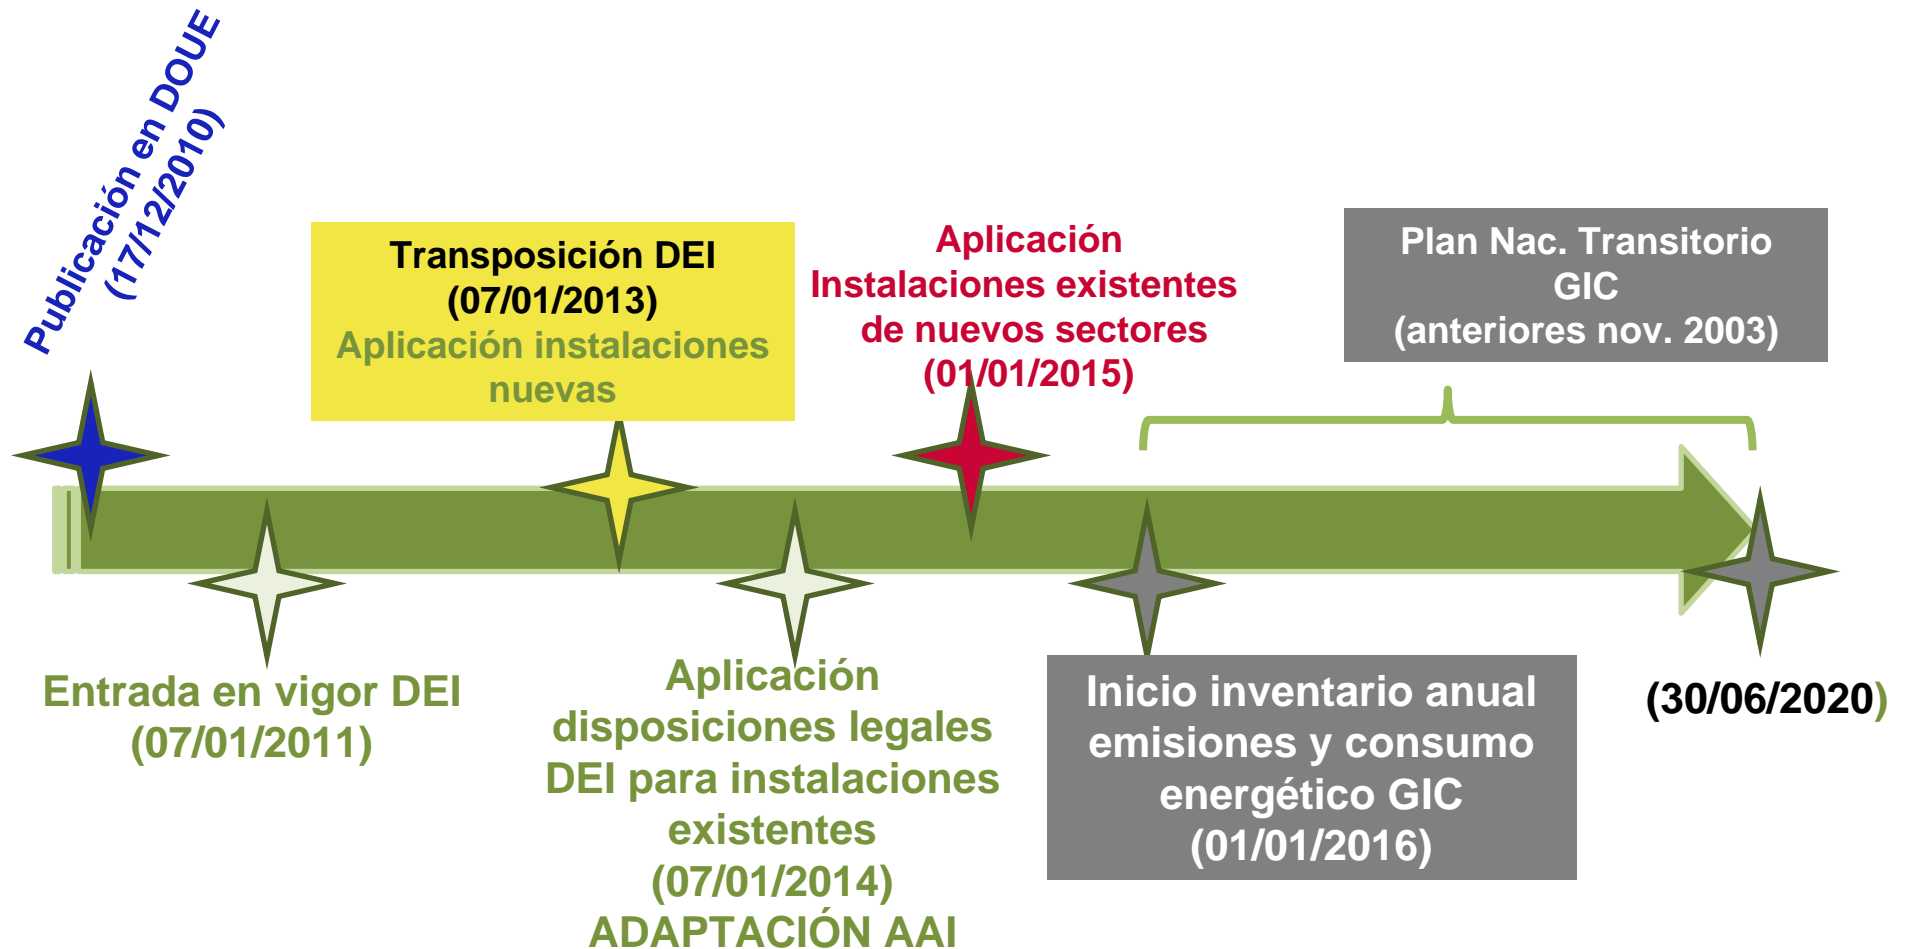 Publicación en DOUE
(17/12/2010)
Transposición DEI
(07/01/2013)
Aplicación instalaciones
nuevas
Aplicación
Instalaciones existentes
de nuevos sectores
(01/01/2015)
Plan Nac. Transitorio
GIC
(anteriores nov. 2003)
Entrada en vigor DEI
(07/01/2011)
Aplicación
disposiciones legales
DEI para instalaciones
existentes
(07/01/2014)
ADAPTACIÓN AAI
Inicio inventario anual
emisiones y consumo
energético GIC
(01/01/2016)
(30/06/2020)